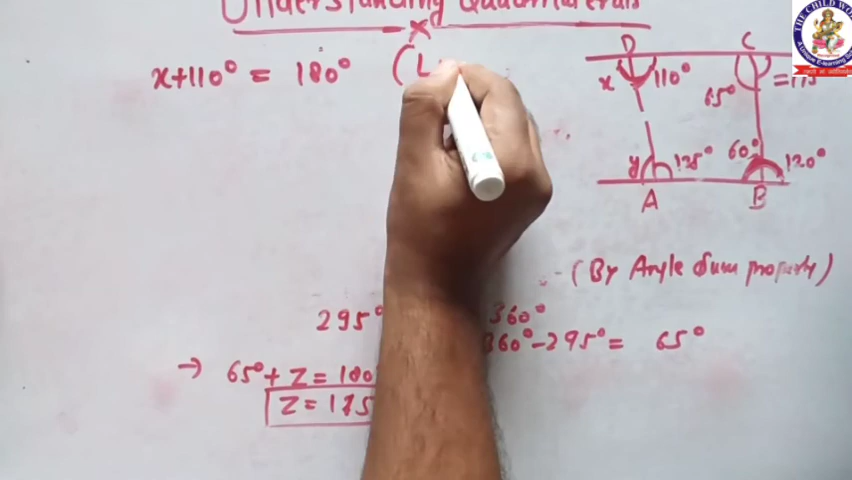 Understanding Quadrilaterals
x+110° = 180° (L
D C
x 110° 65° = 115
y 125° 60° 120°
A B
(By Angle Sum property)
295° 360°
360° - 295° = 65°
→ 65° + Z = 180
Z = 115
THE CHILD WO